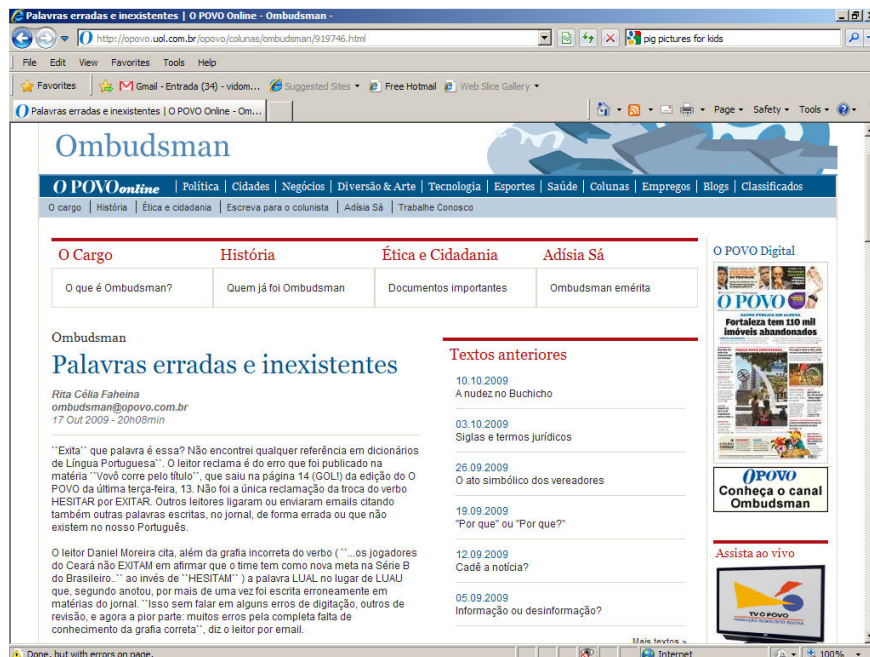 Palavras erradas e inexistentes | O POVO Online - Ombudsman -
http://opovo.uol.com.br/opovo/colunas/ombudsman/919746.html
pig pictures for kids
File Edit View Favorites Tools Help
Favorites Gmail - Entrada (34) - vidom... Suggested Sites Free Hotmail Web Slice Gallery
Palavras erradas e inexistentes | O POVO Online - Om...
Page Safety Tools
Ombudsman
O POVO online | Política | Cidades | Negócios | Diversão & Arte | Tecnologia | Esportes | Saúde | Colunas | Empregos | Blogs | Classificados
O cargo | História | Ética e cidadania | Escreva para o colunista | Adísia Sá | Trabalhe Conosco
O Cargo
O que é Ombudsman?
História
Quem já foi Ombudsman
Ética e Cidadania
Documentos importantes
Adísia Sá
Ombudsman emérita
Ombudsman
Palavras erradas e inexistentes
Rita Célia Faheina
ombudsman@opovo.com.br
17 Out 2009 - 20h08min
``Exita`` que palavra é essa? Não encontrei qualquer referência em dicionários
de Língua Portuguesa``. O leitor reclama é do erro que foi publicado na
matéria ``Vovô corre pelo título``, que saiu na página 14 (GOL!) da edição do O
POVO da última terça-feira, 13. Não foi a única reclamação da troca do verbo
HESITAR por EXITAR. Outros leitores ligaram ou enviaram emails citando
também outras palavras escritas, no jornal, de forma errada ou que não
existem no nosso Português.
O leitor Daniel Moreira cita, além da grafia incorreta do verbo ( ``...os jogadores
do Ceará não EXITAM em afirmar que o time tem como nova meta na Série B
do Brasileiro..`` ao invés de ``HESITAM`` ) a palavra LUAL no lugar de LUAU
que, segundo anotou, por mais de uma vez foi escrita erroneamente em
matérias do jornal. ``Isso sem falar em alguns erros de digitação, outros de
revisão, e agora a pior parte: muitos erros pela completa falta de
conhecimento da grafia correta``, diz o leitor por email.
Textos anteriores
10.10.2009
A nudez no Buchicho
03.10.2009
Siglas e termos jurídicos
26.09.2009
O ato simbólico dos vereadores
19.09.2009
"Por que" ou "Por que?"
12.09.2009
Cadê a notícia?
05.09.2009
Informação ou desinformação?
Mais textos »
O POVO Digital
O POVO
Fortaleza tem 110 mil
imóveis abandonados
O POVO
Conheça o canal
Ombudsman
Assista ao vivo
TV O POVO
Done, but with errors on page.
Internet
100%